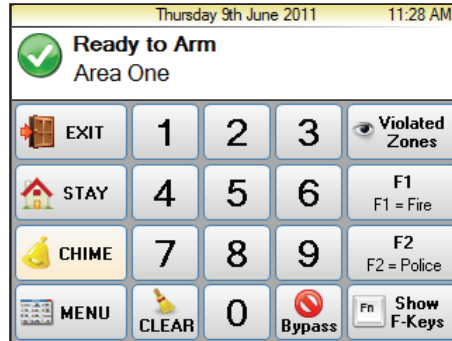 Thursday 9th June 2011 11:28 AM
Ready to Arm
Area One
EXIT 1 2 3 Violated Zones
STAY 4 5 6 F1
F1 = Fire
CHIME 7 8 9 F2
F2 = Police
MENU CLEAR 0 Bypass Fn Show F-Keys